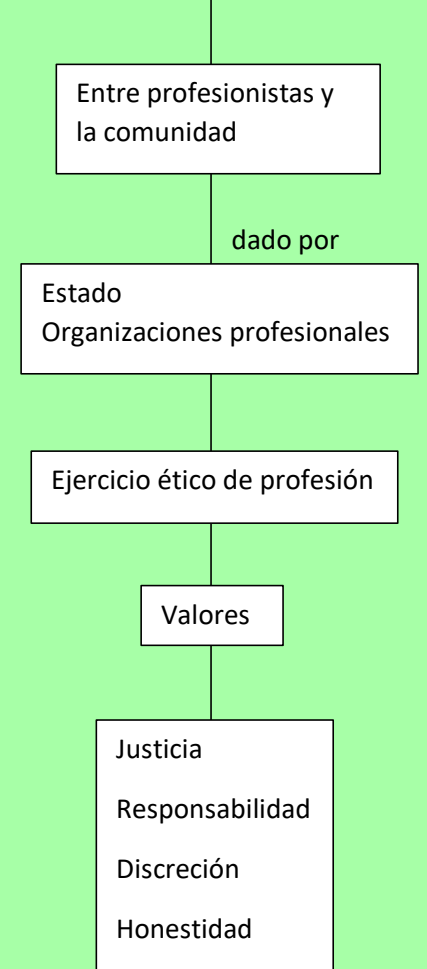 Entre profesionistas y
la comunidad
dado por
Estado
Organizaciones profesionales
Ejercicio ético de profesión
Valores
Justicia
Responsabilidad
Discreción
Honestidad